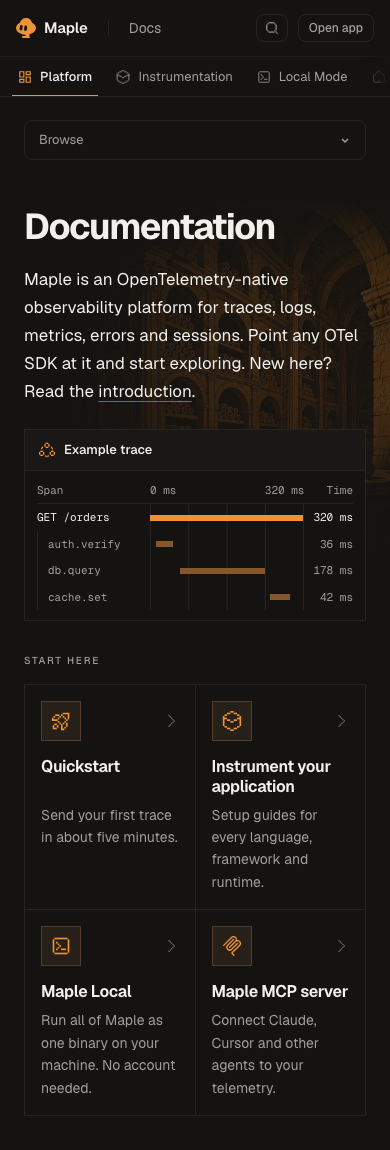 Maple
Docs
Open app
Platform
Instrumentation
Local Mode
Browse
Documentation
Maple is an OpenTelemetry-native
observability platform for traces, logs,
metrics, errors and sessions. Point any OTel
SDK at it and start exploring. New here?
Read the introduction.
Example trace
Span 0 ms 320 ms Time
GET /orders 320 ms
auth.verify 36 ms
db.query 178 ms
cache.set 42 ms
START HERE
Quickstart
Send your first trace
in about five minutes.
Instrument your
application
Setup guides for
every language,
framework and
runtime.
Maple Local
Run all of Maple as
one binary on your
machine. No account
needed.
Maple MCP server
Connect Claude,
Cursor and other
agents to your
telemetry.